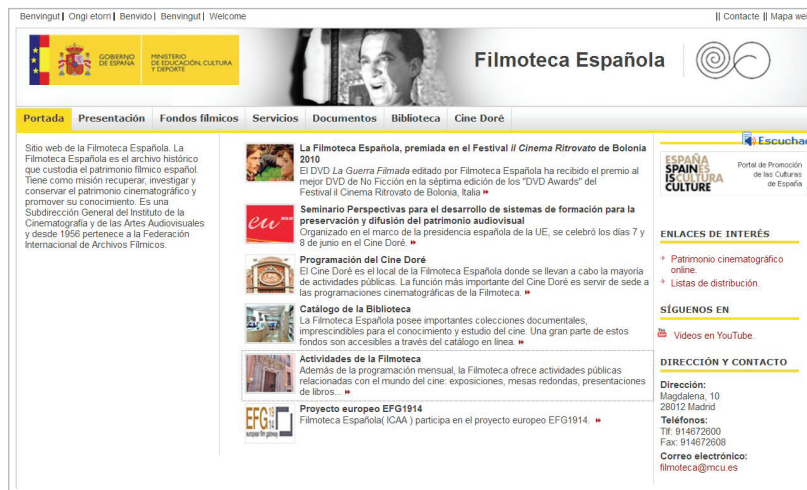 Benvingut | Ongi etorri | Benvido | Benvingut | Welcome
|| Contacte || Mapa web
GOBIERNO
DE ESPAÑA
MINISTERIO
DE EDUCACIÓN, CULTURA
Y DEPORTE
Filmoteca Española
Portada Presentación Fondos fílmicos Servicios Documentos Biblioteca Cine Doré
Sitio web de la Filmoteca Española. La
Filmoteca Española es el archivo histórico
que custodia el patrimonio fílmico español.
Tiene como misión recuperar, investigar y
conservar el patrimonio cinematográfico y
promover su conocimiento. Es una
Subdirección General del Instituto de la
Cinematografía y de las Artes Audiovisuales
y desde 1956 pertenece a la Federación
Internacional de Archivos Fílmicos.
La Filmoteca Española, premiada en el Festival il Cinema Ritrovato de Bolonia
2010
El DVD La Guerra Filmada editado por Filmoteca Española ha recibido el premio al
mejor DVD de No Ficción en la séptima edición de los "DVD Awards" del
Festival il Cinema Ritrovato de Bolonia, Italia
eu
Seminario Perspectivas para el desarrollo de sistemas de formación para la
preservación y difusión del patrimonio audiovisual
Organizado en el marco de la presidencia española de la UE, se celebró los días 7 y
8 de junio en el Cine Doré.
Programación del Cine Doré
El Cine Doré es el local de la Filmoteca Española donde se llevan a cabo la mayoría
de actividades públicas. La función más importante del Cine Doré es servir de sede a
las programaciones cinematográficas de la Filmoteca.
Catálogo de la Biblioteca
La Filmoteca Española posee importantes colecciones documentales,
imprescindibles para el conocimiento y estudio del cine. Una gran parte de estos
fondos son accesibles a través del catálogo en línea.
Actividades de la Filmoteca
Además de la programación mensual, la Filmoteca ofrece actividades públicas
relacionadas con el mundo del cine: exposiciones, mesas redondas, presentaciones
de libros...
EFG 1914
european film gateway
Proyecto europeo EFG1914
Filmoteca Española( ICAA ) participa en el proyecto europeo EFG1914.
Escuchar
ESPAÑA
SPAIN ES
IS CULTURA
CULTURE
Portal de Promoción
de las Culturas
de España
ENLACES DE INTERÉS
Patrimonio cinematográfico
online.
Listas de distribución.
SÍGUENOS EN
Videos en YouTube.
DIRECCIÓN Y CONTACTO
Dirección:
Magdalena, 10
28012 Madrid
Teléfonos:
Tlf: 914672600
Fax: 914672608
Correo electrónico:
filmoteca@mcu.es